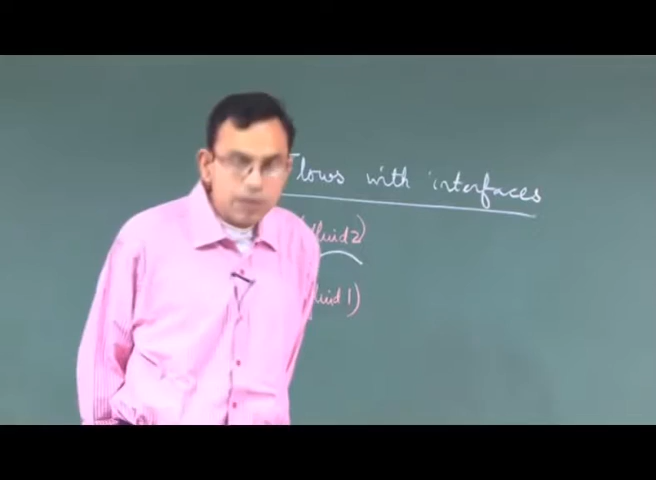 Flows with interfaces
(fluid 2)
(fluid 1)